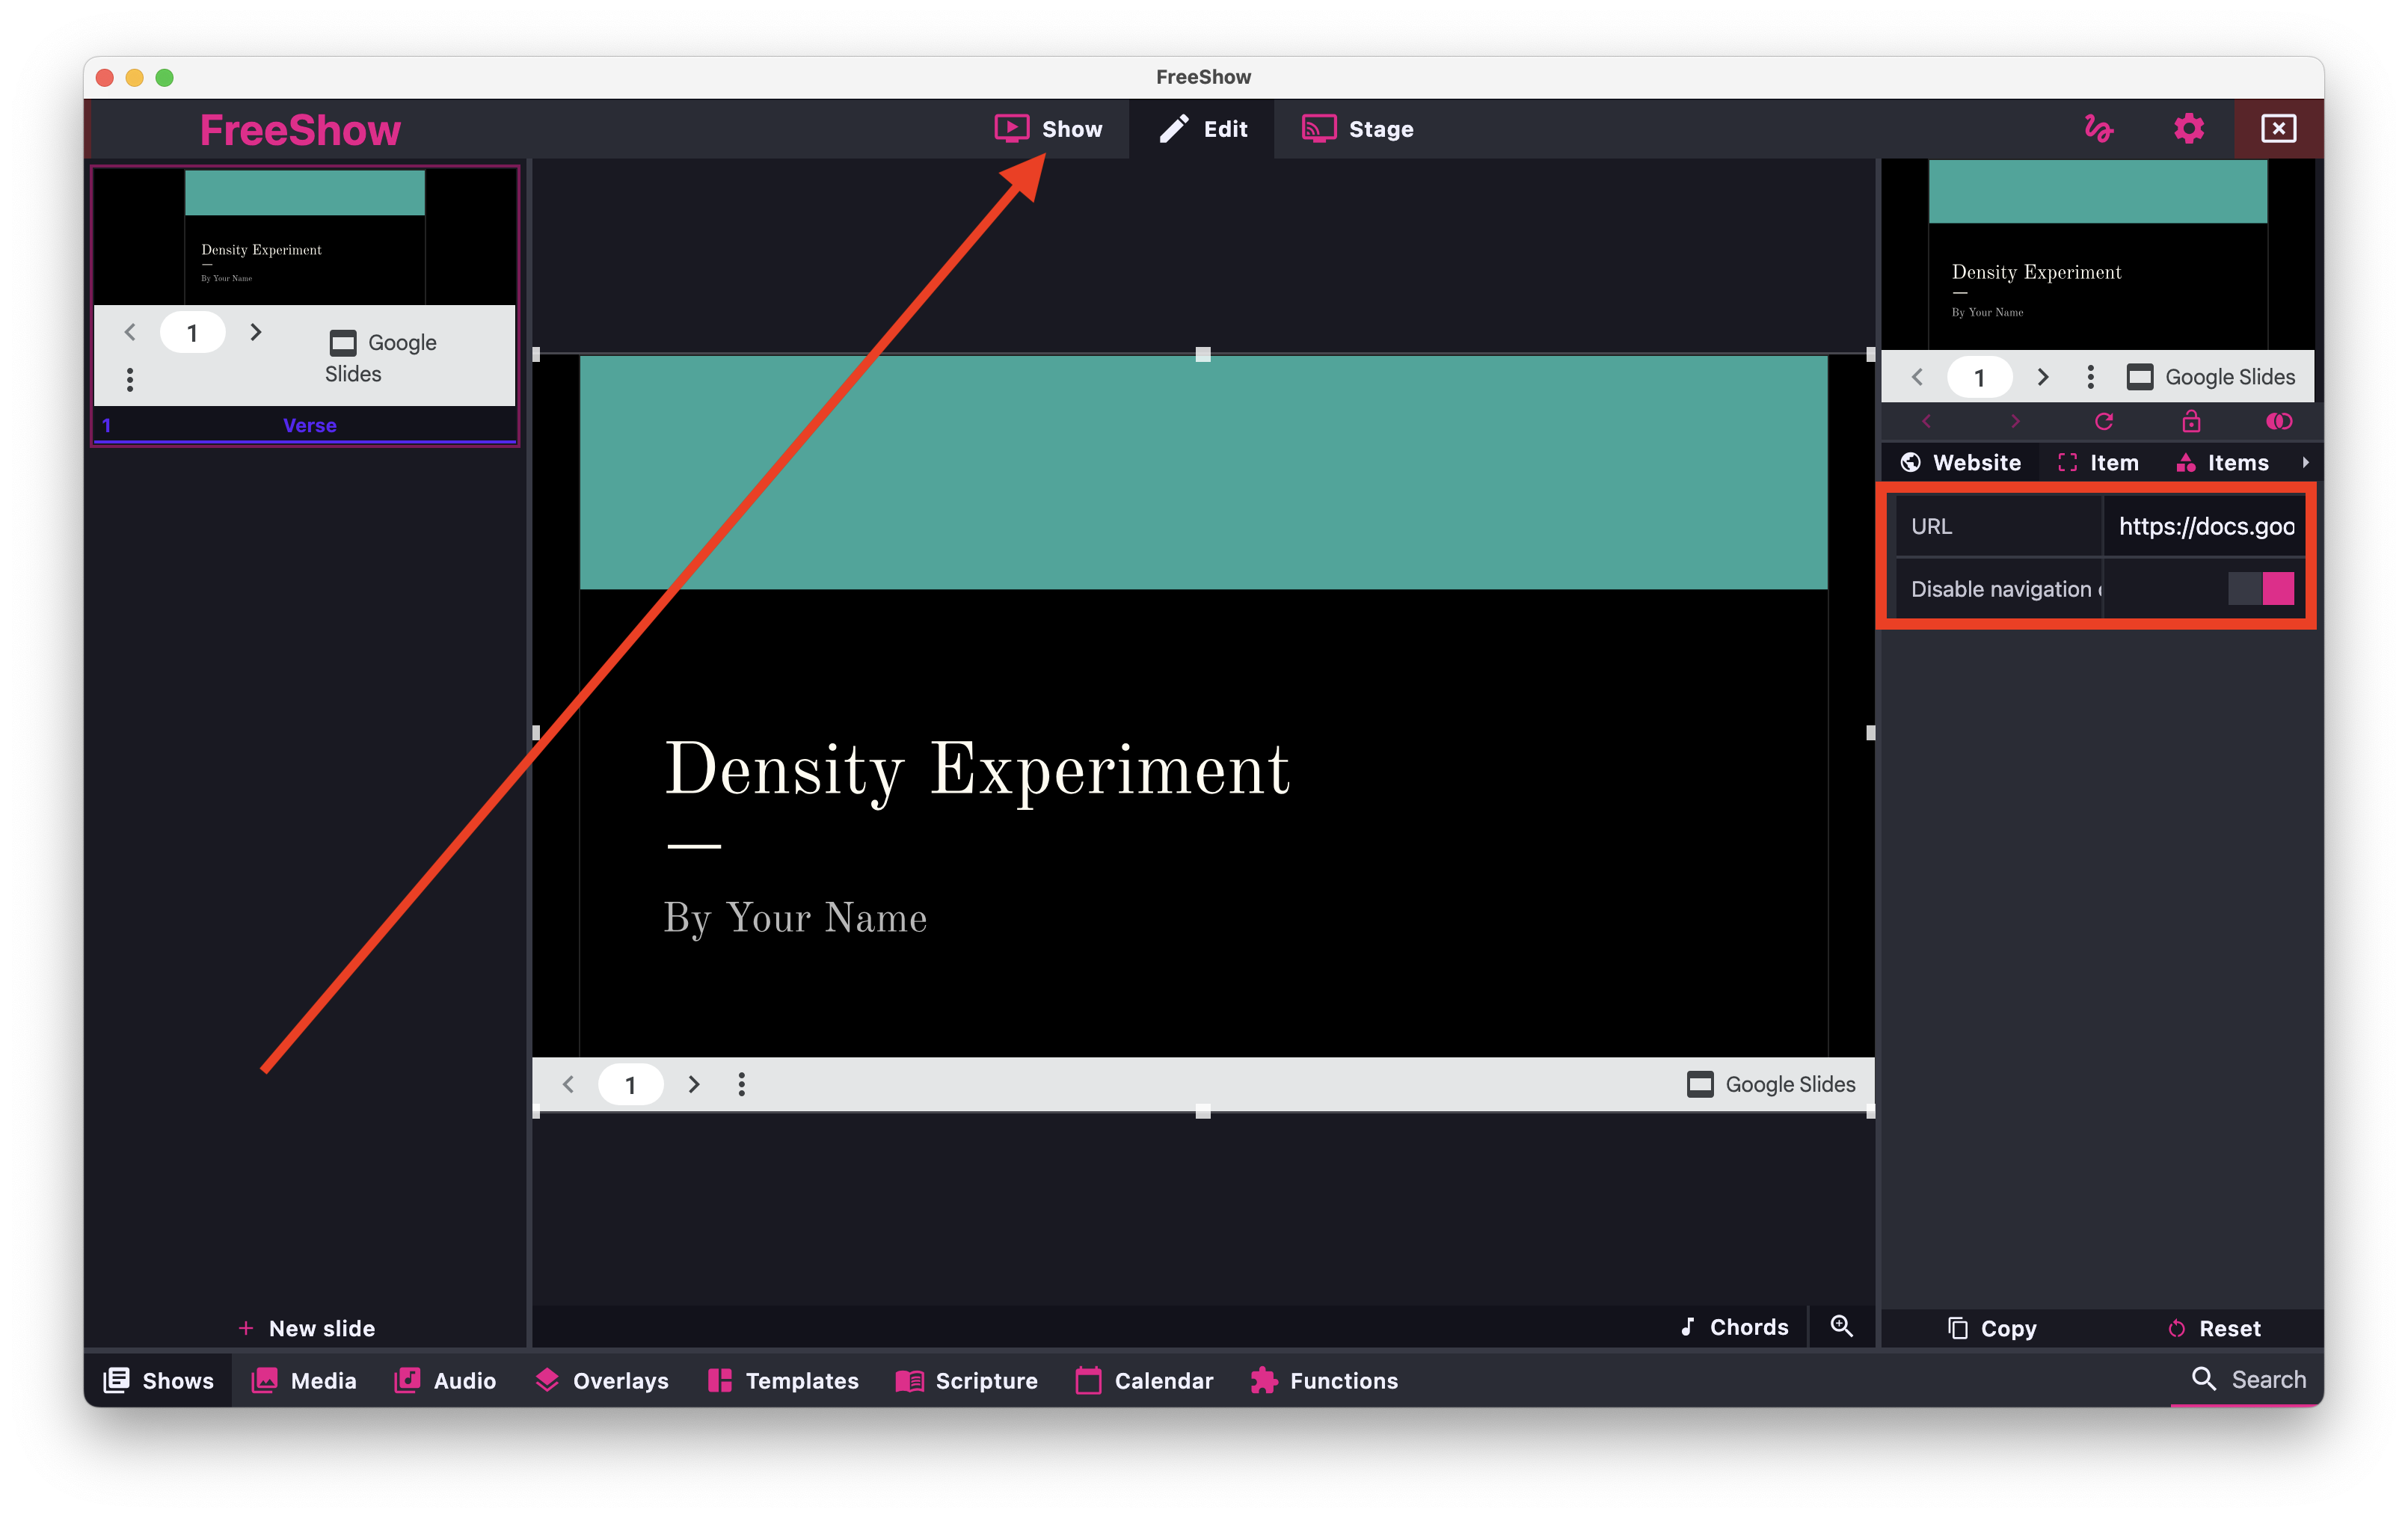 FreeShow
FreeShow
Show
Edit
Stage
Density Experiment
By Your Name
1
Google
Slides
1
Verse
Density Experiment
By Your Name
1
Google Slides
Density Experiment
By Your Name
1
Google Slides
Website
Item
Items
URL
https://docs.goo
Disable navigation
New slide
Chords
Copy
Reset
Shows
Media
Audio
Overlays
Templates
Scripture
Calendar
Functions
Search